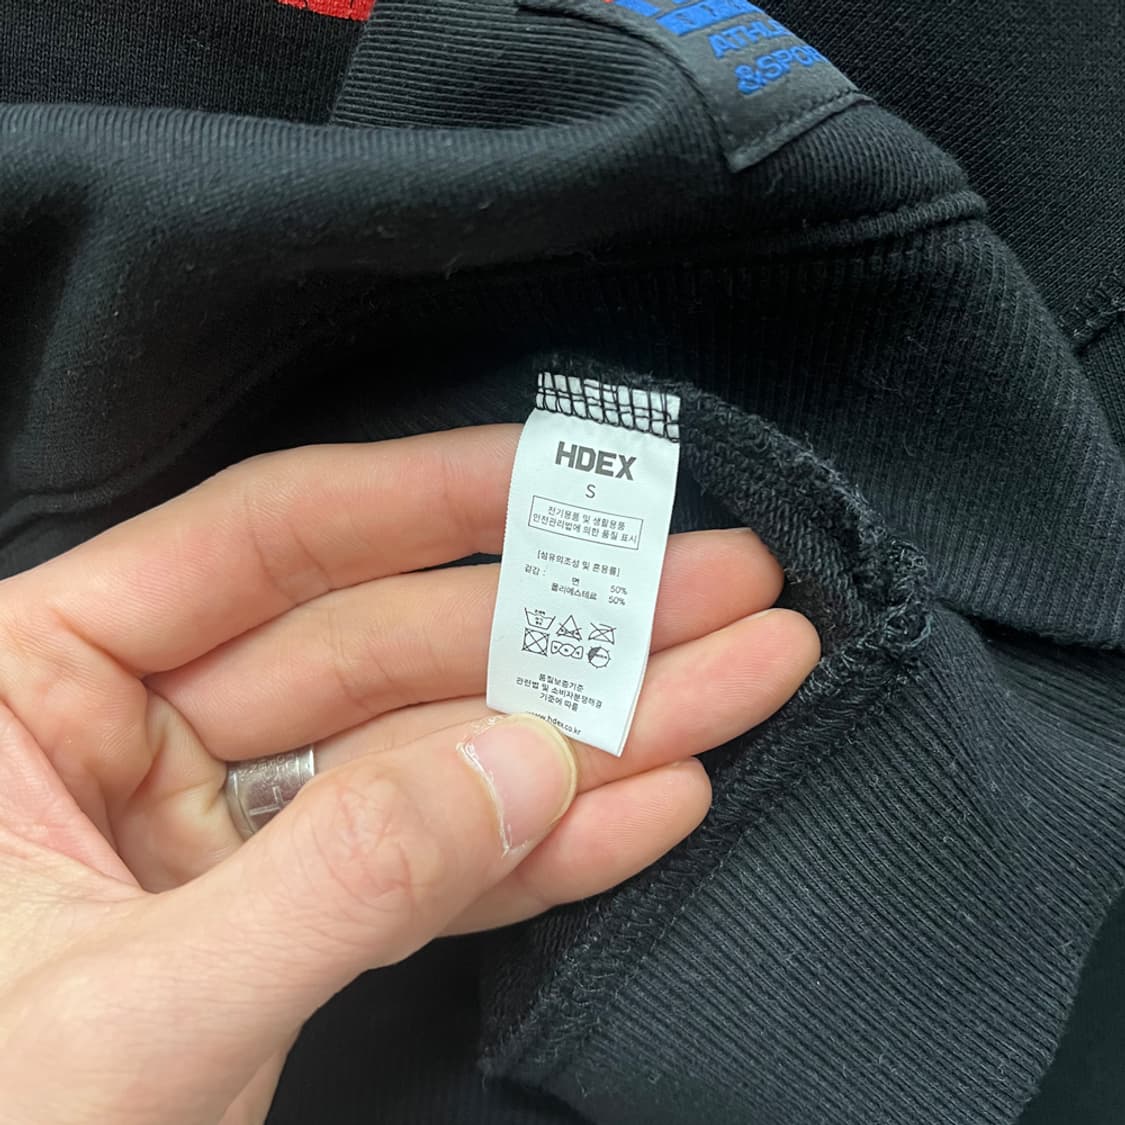 ATHL
&SPOR
HDEX
S
전기용품 및 생활용품
안전관리법에 의한 품질 표시
[섬유의조성 및 혼용률]
겉감 : 면 50%
폴리에스테르 50%
품질보증기준
관련법 및 소비자분쟁해결
기준에 따름
www.hdex.co.kr